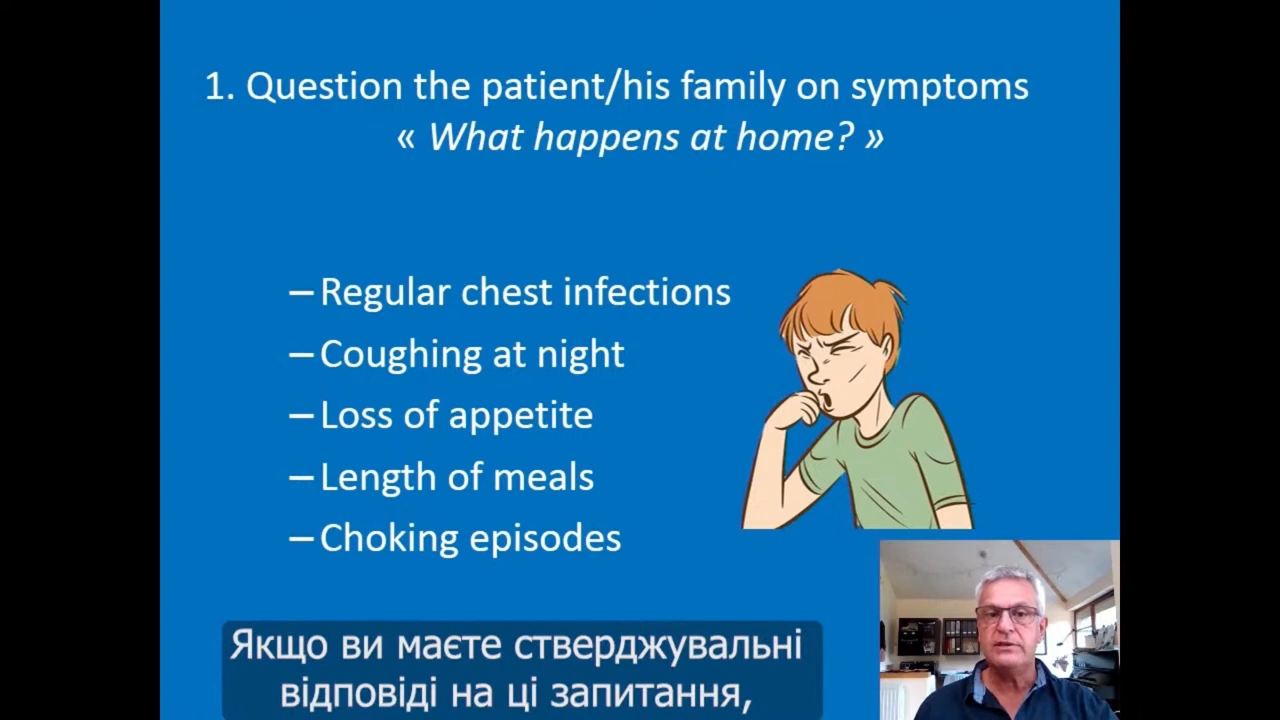 1. Question the patient/his family on symptoms
« What happens at home? »
– Regular chest infections
– Coughing at night
– Loss of appetite
– Length of meals
– Choking episodes
Якщо ви маєте стверджувальні
відповіді на ці запитання,